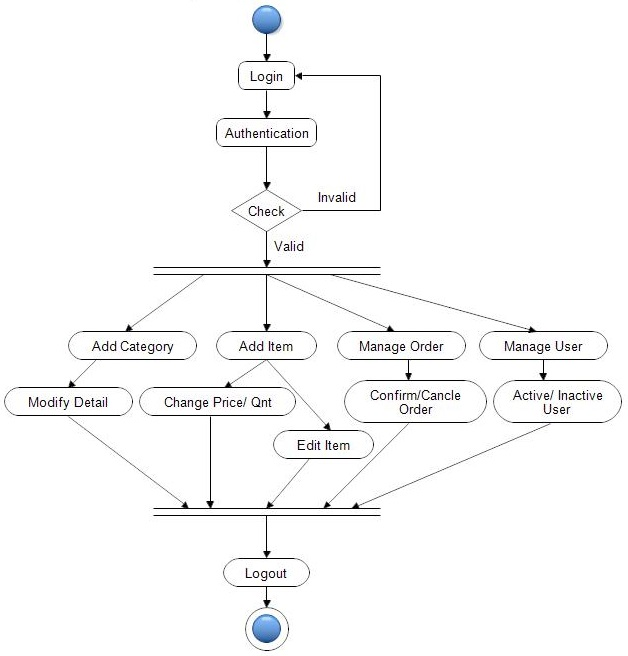 Login
Authentication
Invalid
Check
Valid
Add Category
Add Item
Manage Order
Manage User
Modify Detail
Change Price/ Qnt
Confirm/Cancle
Order
Active/ Inactive
User
Edit Item
Logout